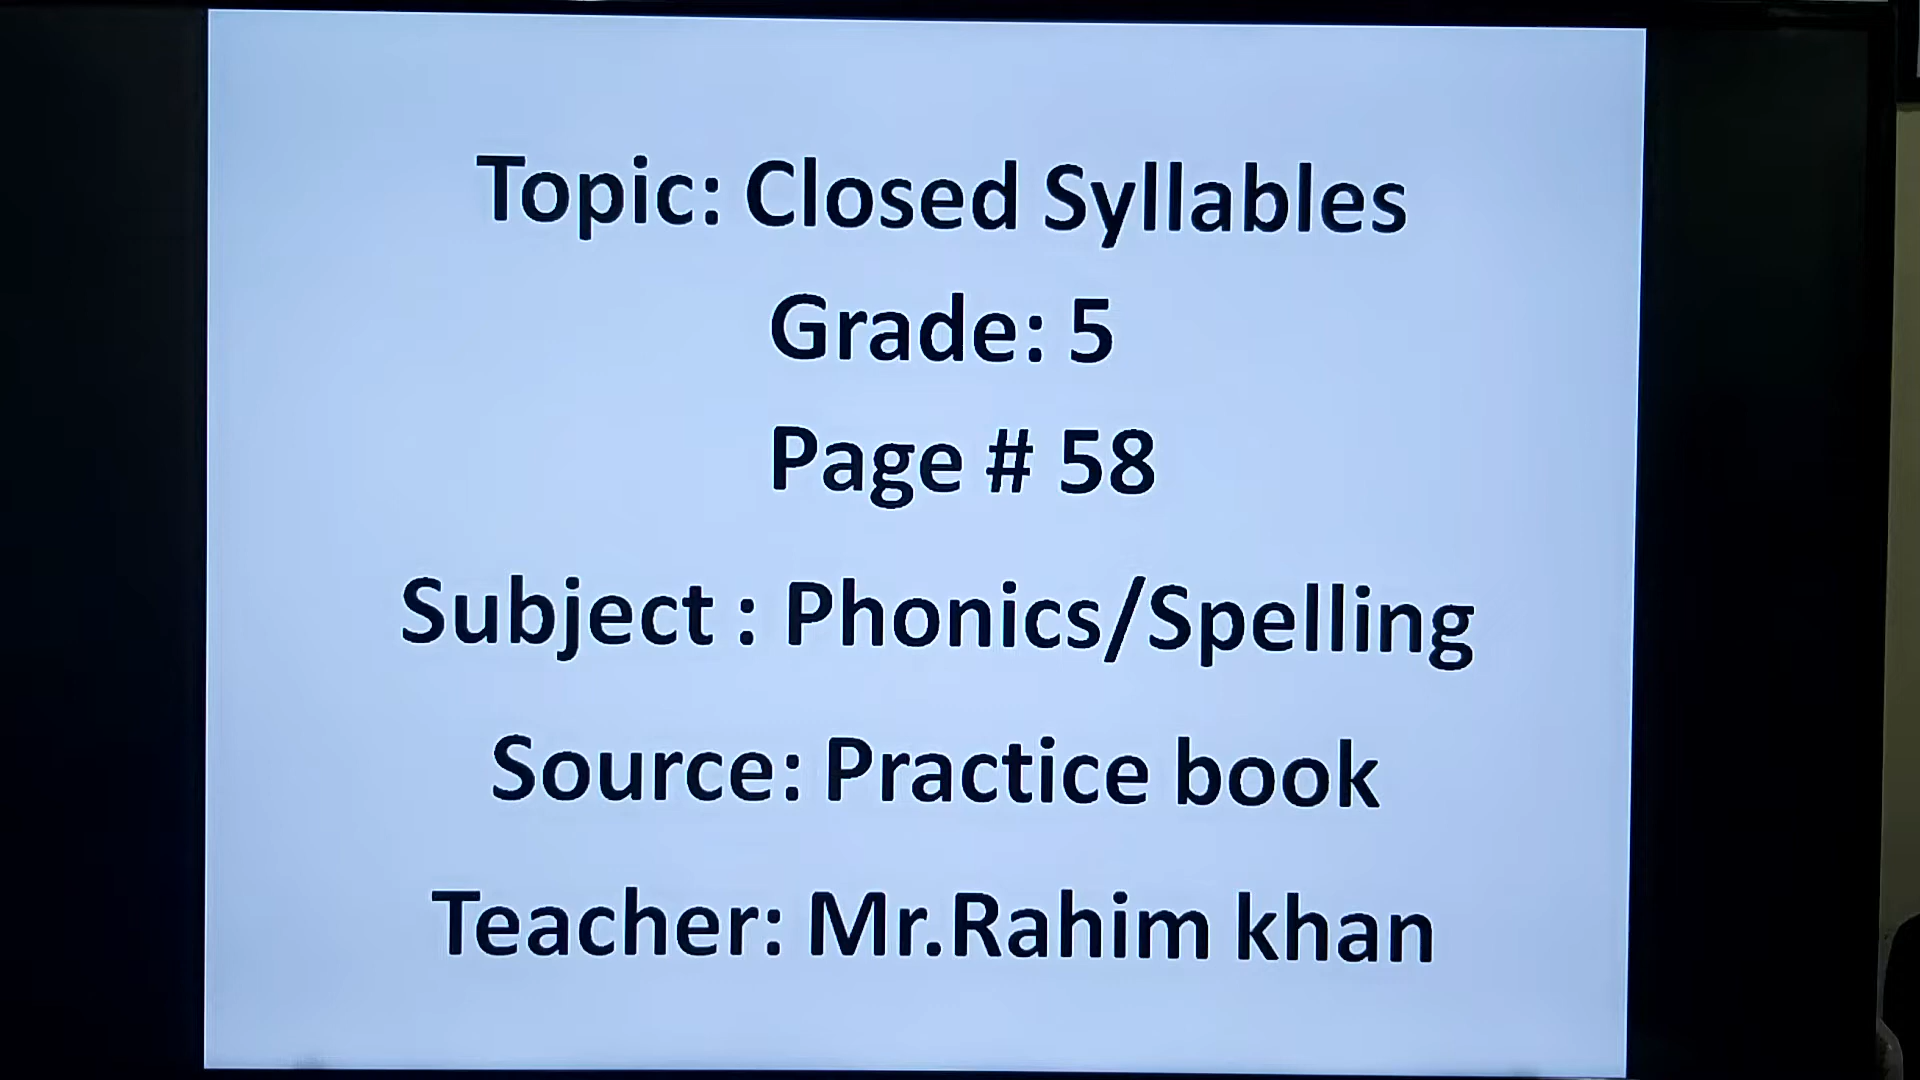 Topic: Closed Syllables
Grade: 5
Page # 58
Subject : Phonics/Spelling
Source: Practice book
Teacher: Mr.Rahim khan